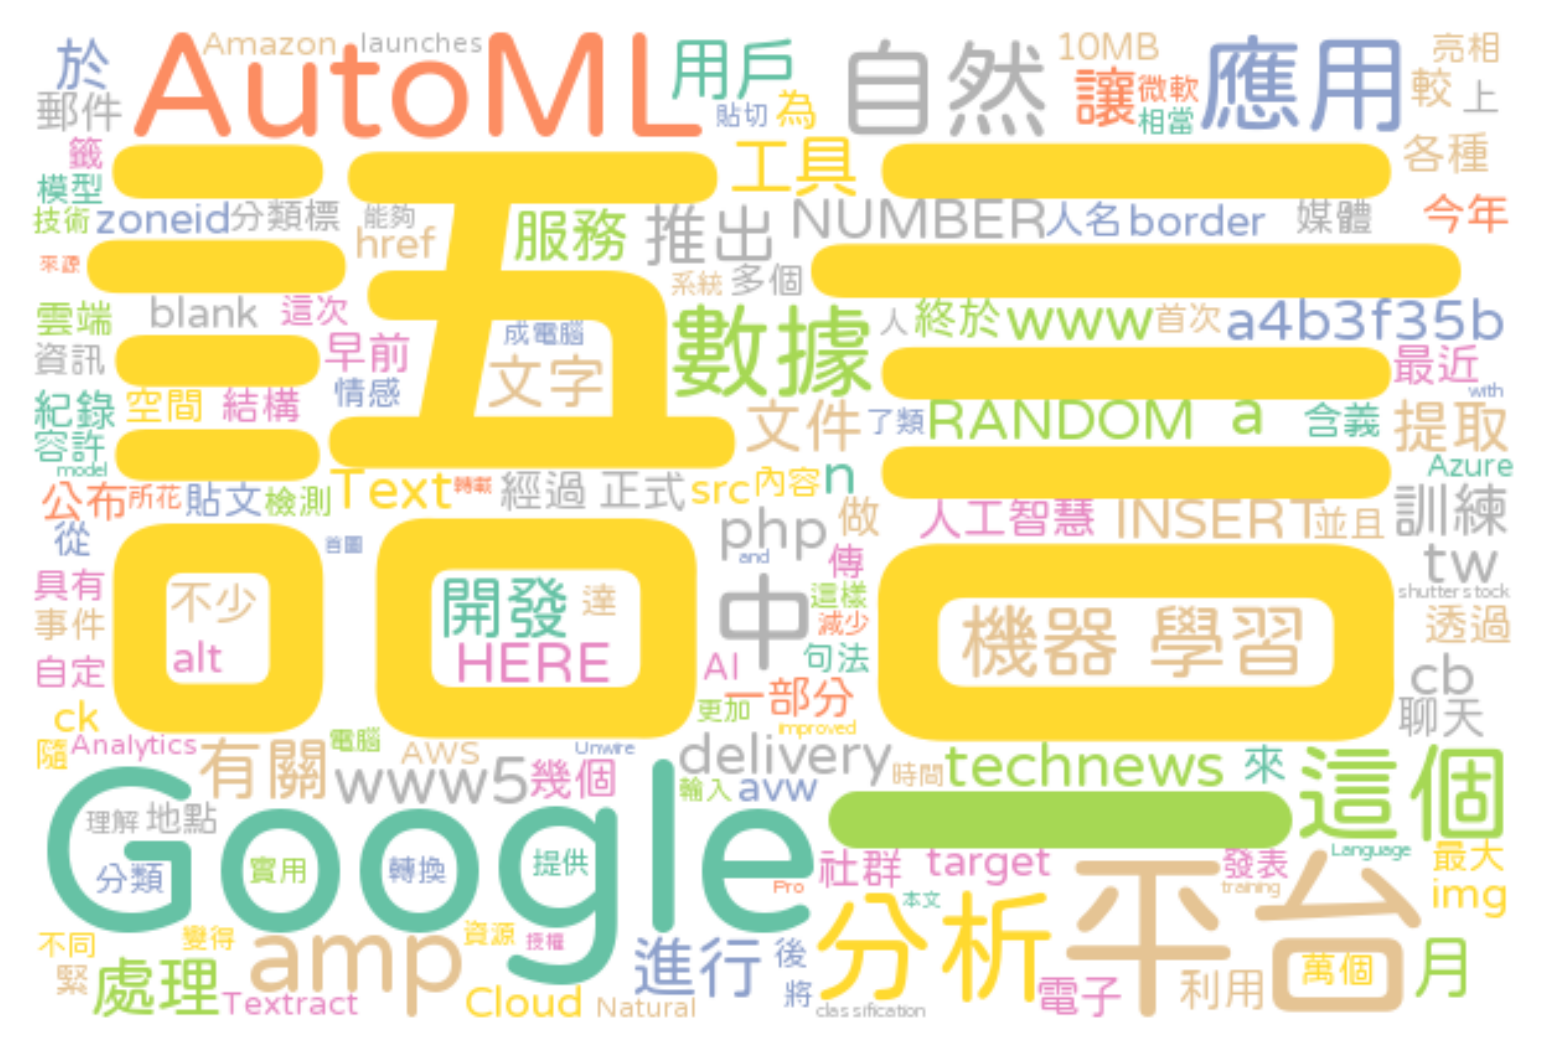 於 Amazon launches 用戶 自然 10MB 應用 亮相
郵件 AutoML 貼切 為 讓 微軟 相當 較 上
籤 語言 工具 各種
模型
技術 zoneid 分類標 能夠 服務 推出 NUMBER 人名 border 媒體 今年
來源 href 系統 多個
雲端 blank 這次 成電腦 數據 人 終於 www 首次 a4b3f35b
資訊 早前 文字 最近
紀錄 空間 結構 情感 文件 了類 RANDOM a 含義 提取 with
容許
model Azure
公布 所花 貼文 檢測 Text 轉載 經過 正式 src 內容 n 訓練
從 首圖 php 做 人工智慧 INSERT 並且
and 傳 tw
具有 不少 開發 達 中 這樣 機器 學習 shutterstock
事件 減少 透過
自定 alt HERE AI 句法 cb
ck 更加 一部分 聊天
improved
隨 Analytics 有關 電腦 AWS Unwire delivery technews 來 這個
www5 幾個 時間
輸入 avw 一
理解 地點 Google
分類 實用 轉換 提供 Pro 社群 target 發表 Language 最大
training img
不同 變得 amp 資源 授權 本文 分析 平台
緊 處理 進行 後 萬個 月
Textract Cloud Natural 將 電子 利用
classification